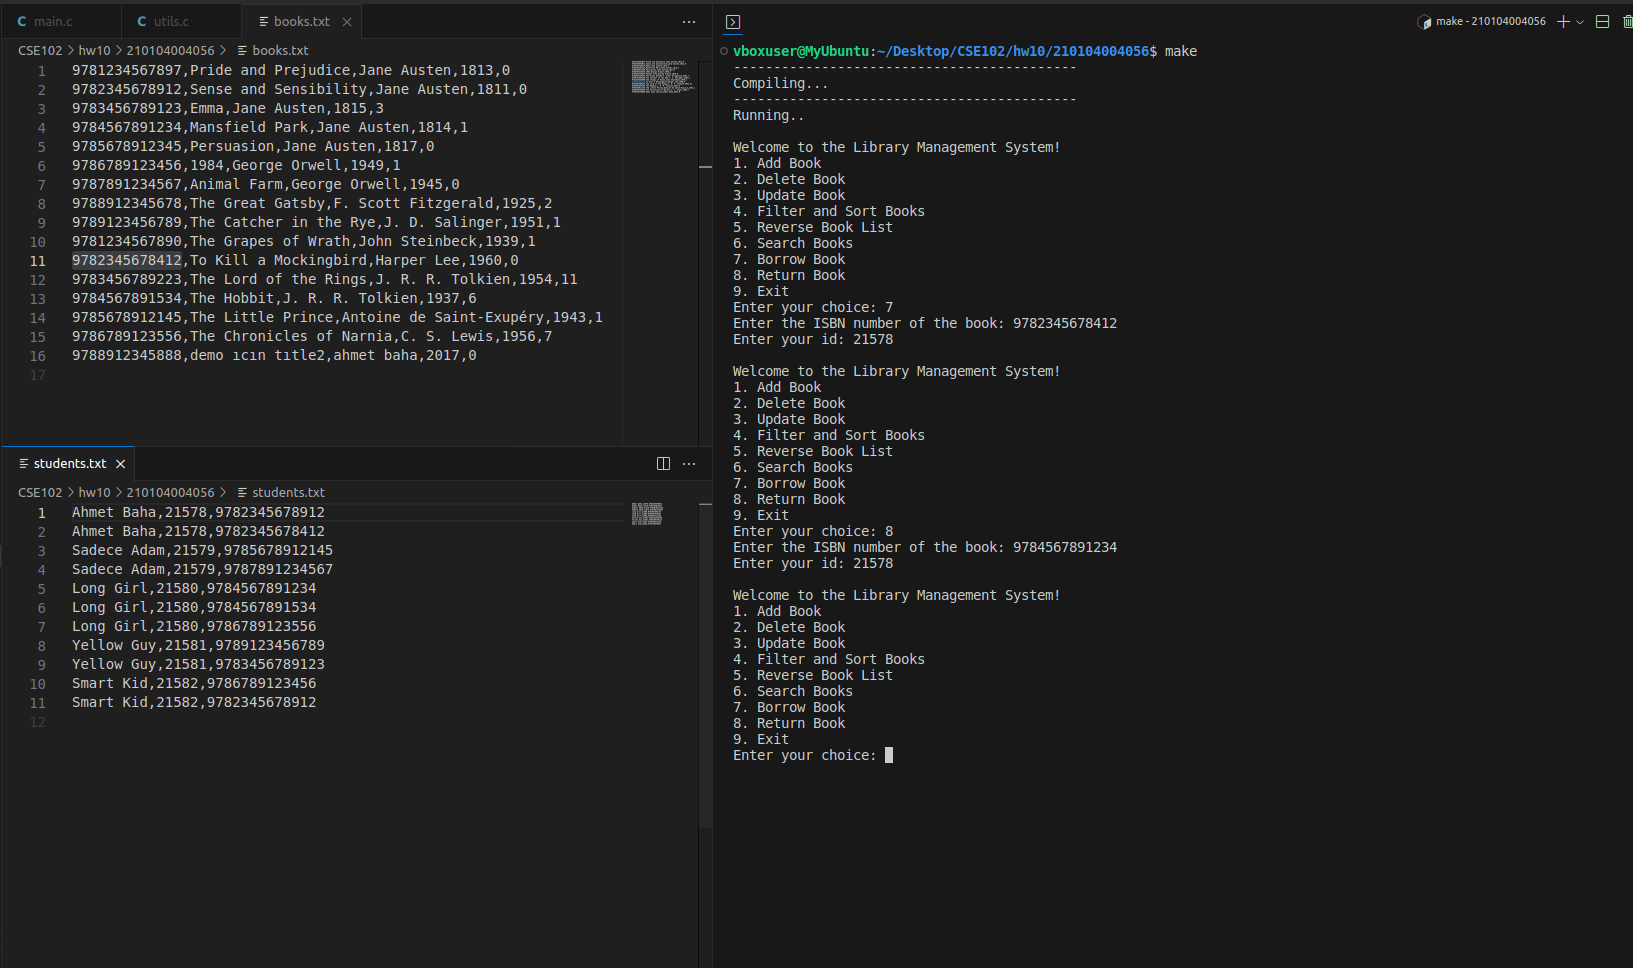 main.c
utils.c
books.txt
CSE102 > hw10 > 210104004056 > books.txt
1 9781234567897,Pride and Prejudice,Jane Austen,1813,0
2 9782345678912,Sense and Sensibility,Jane Austen,1811,0
3 9783456789123,Emma,Jane Austen,1815,3
4 9784567891234,Mansfield Park,Jane Austen,1814,1
5 9785678912345,Persuasion,Jane Austen,1817,0
6 9786789123456,1984,George Orwell,1949,1
7 9787891234567,Animal Farm,George Orwell,1945,0
8 9788912345678,The Great Gatsby,F. Scott Fitzgerald,1925,2
9 9789123456789,The Catcher in the Rye,J. D. Salinger,1951,1
10 9781234567890,The Grapes of Wrath,John Steinbeck,1939,1
11 9782345678412,To Kill a Mockingbird,Harper Lee,1960,0
12 9783456789223,The Lord of the Rings,J. R. R. Tolkien,1954,11
13 9784567891534,The Hobbit,J. R. R. Tolkien,1937,6
14 9785678912145,The Little Prince,Antoine de Saint-Exupéry,1943,1
15 9786789123556,The Chronicles of Narnia,C. S. Lewis,1956,7
16 9788912345888,demo ıcın tıtle2,ahmet baha,2017,0
17
students.txt
CSE102 > hw10 > 210104004056 > students.txt
1 Ahmet Baha,21578,9782345678912
2 Ahmet Baha,21578,9782345678412
3 Sadece Adam,21579,9785678912145
4 Sadece Adam,21579,9787891234567
5 Long Girl,21580,9784567891234
6 Long Girl,21580,9784567891534
7 Long Girl,21580,9786789123556
8 Yellow Guy,21581,9789123456789
9 Yellow Guy,21581,9783456789123
10 Smart Kid,21582,9786789123456
11 Smart Kid,21582,9782345678912
12
make - 210104004056
vboxuser@MyUbuntu:~/Desktop/CSE102/hw10/210104004056$ make
-------------------------------------------
Compiling...
-------------------------------------------
Running..
Welcome to the Library Management System!
1. Add Book
2. Delete Book
3. Update Book
4. Filter and Sort Books
5. Reverse Book List
6. Search Books
7. Borrow Book
8. Return Book
9. Exit
Enter your choice: 7
Enter the ISBN number of the book: 9782345678412
Enter your id: 21578
Welcome to the Library Management System!
1. Add Book
2. Delete Book
3. Update Book
4. Filter and Sort Books
5. Reverse Book List
6. Search Books
7. Borrow Book
8. Return Book
9. Exit
Enter your choice: 8
Enter the ISBN number of the book: 9784567891234
Enter your id: 21578
Welcome to the Library Management System!
1. Add Book
2. Delete Book
3. Update Book
4. Filter and Sort Books
5. Reverse Book List
6. Search Books
7. Borrow Book
8. Return Book
9. Exit
Enter your choice: